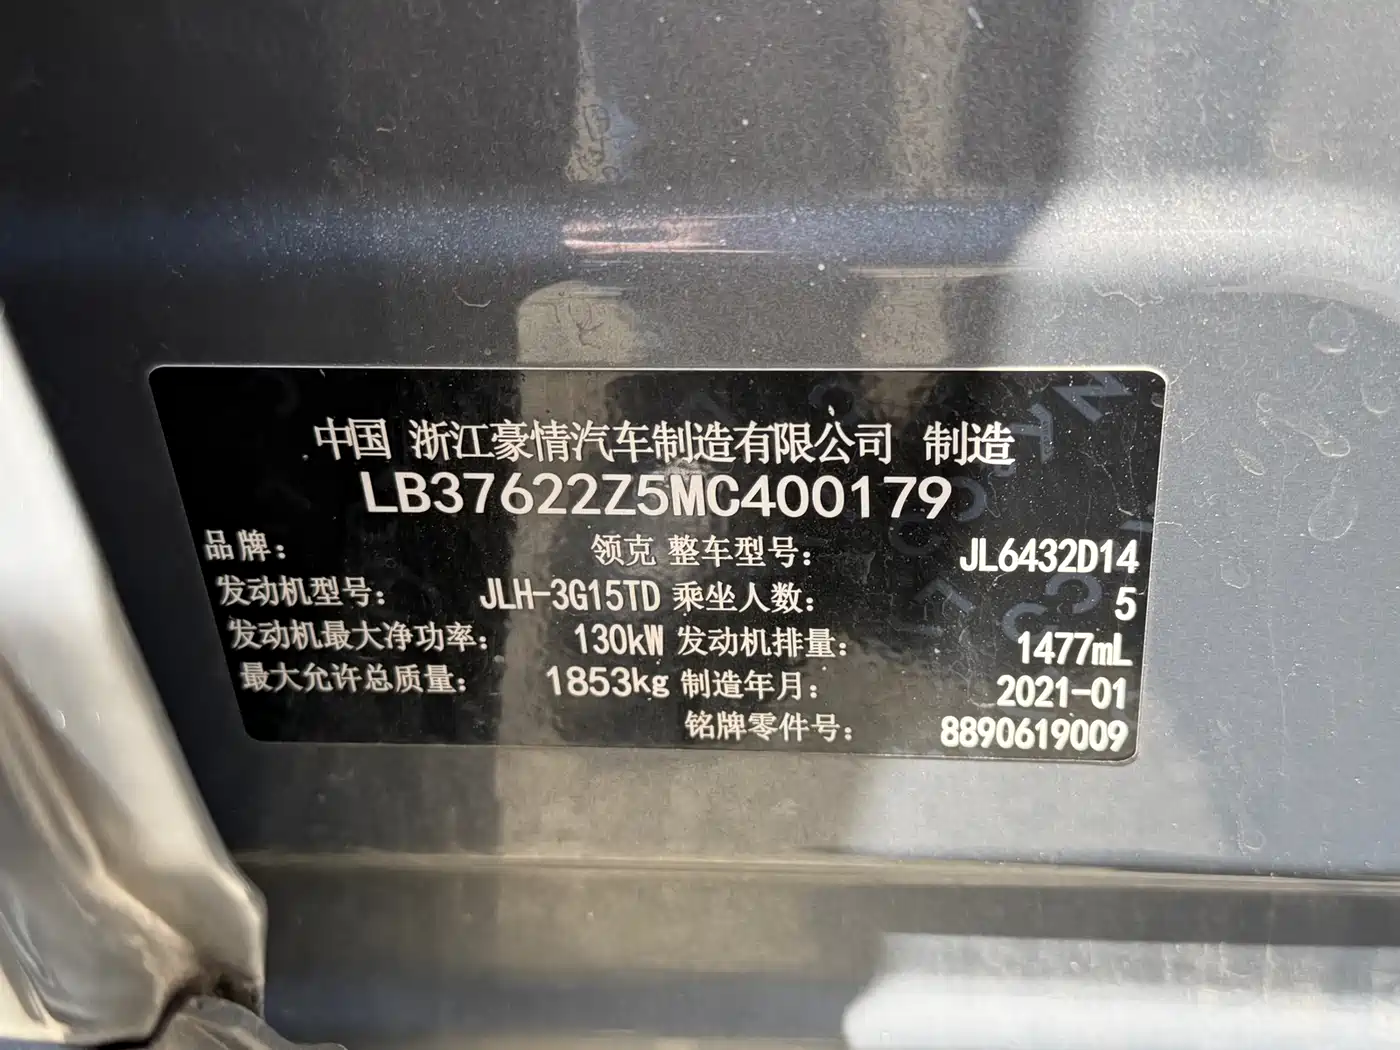 中国 浙江豪情汽车制造有限公司 制造
LB37622Z5MC400179
品牌： 领克 整车型号： JL6432D14
发动机型号： JLH-3G15TD 乘坐人数： 5
发动机最大净功率： 130kW 发动机排量： 1477mL
最大允许总质量： 1853kg 制造年月： 2021-01
铭牌零件号： 8890619009